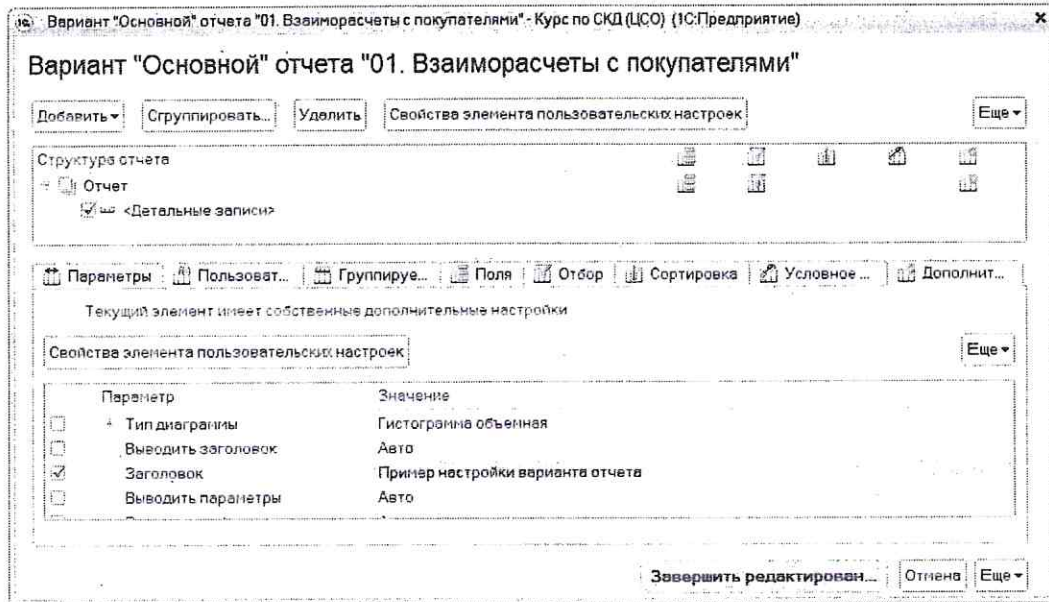 Вариант "Основной" отчета "01. Взаиморасчеты с покупателями" - Курс по СКД (ЦСО) (1С:Предприятие)
Вариант "Основной" отчета "01. Взаиморасчеты с покупателями"
Добавить Сгруппировать... Удалить Свойства элемента пользовательских настроек Еще
Структура отчета
Отчет
<Детальные записи>
Параметры Пользоват... Группируе... Поля Отбор Сортировка Условное ... Дополнит...
Текущий элемент имеет собственные дополнительные настройки
Свойства элемента пользовательских настроек Еще
Параметр Значение
Тип диаграммы Гистограмма объемная
Выводить заголовок Авто
Заголовок Пример настройки варианта отчета
Выводить параметры Авто
Завершить редактирован... Отмена Еще